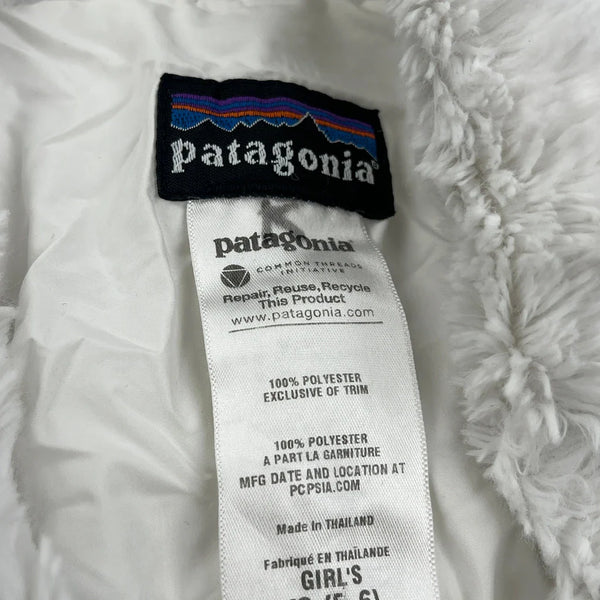 patagonia®
patagonia®
COMMON THREADS
INITIATIVE
Repair, Reuse, Recycle
This Product
www.patagonia.com
100% POLYESTER
EXCLUSIVE OF TRIM
100% POLYESTER
A PART LA GARNITURE
MFG DATE AND LOCATION AT
PCPSIA.COM
Made in THAILAND
Fabriqué EN THAÏLANDE
GIRL'S